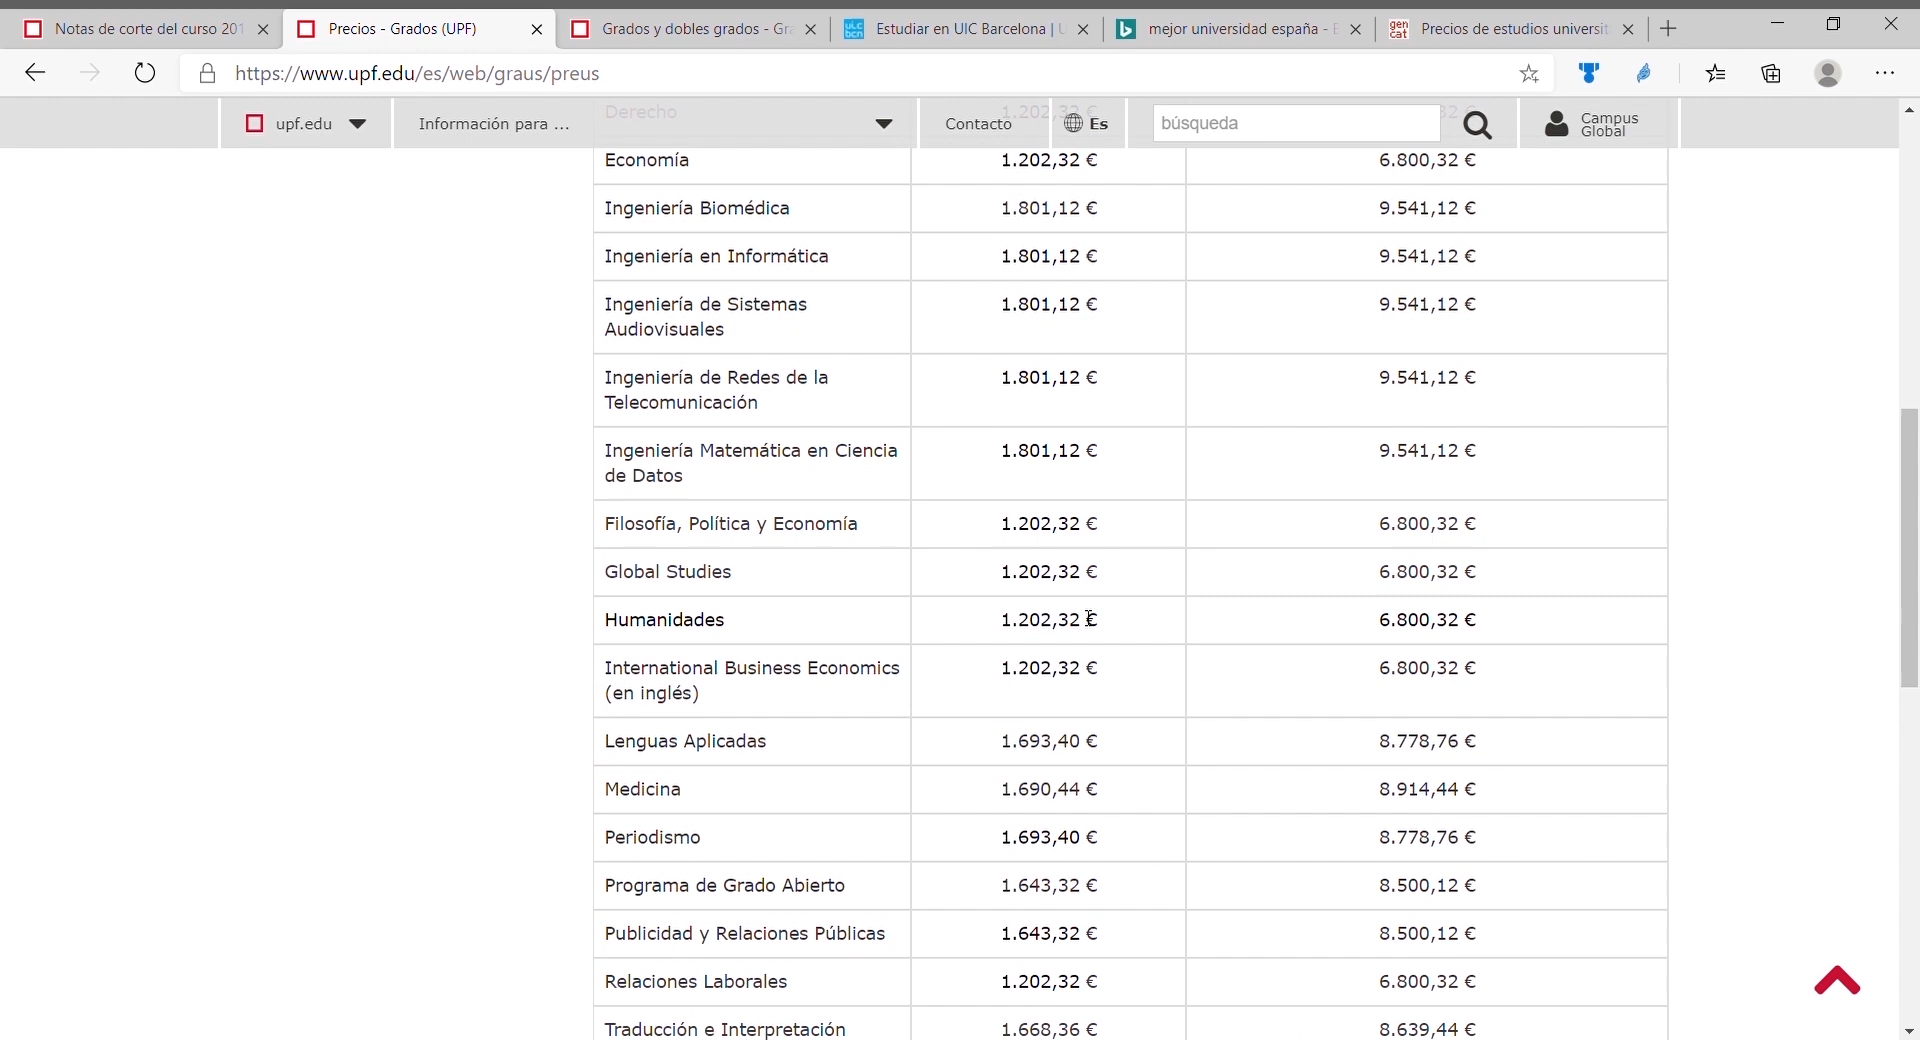 Notas de corte del curso 201
Precios - Grados (UPF)
Grados y dobles grados - Gra
Estudiar en UIC Barcelona | U
mejor universidad españa - B
Precios de estudios universit
https://www.upf.edu/es/web/graus/preus
upf.edu
Información para ...
Contacto
Es
búsqueda
Campus
Global
Derecho 1.202,32 €
Economía 1.202,32 € 6.800,32 €
Ingeniería Biomédica 1.801,12 € 9.541,12 €
Ingeniería en Informática 1.801,12 € 9.541,12 €
Ingeniería de Sistemas 1.801,12 € 9.541,12 €
Audiovisuales
Ingeniería de Redes de la 1.801,12 € 9.541,12 €
Telecomunicación
Ingeniería Matemática en Ciencia 1.801,12 € 9.541,12 €
de Datos
Filosofía, Política y Economía 1.202,32 € 6.800,32 €
Global Studies 1.202,32 € 6.800,32 €
Humanidades 1.202,32 € 6.800,32 €
International Business Economics 1.202,32 € 6.800,32 €
(en inglés)
Lenguas Aplicadas 1.693,40 € 8.778,76 €
Medicina 1.690,44 € 8.914,44 €
Periodismo 1.693,40 € 8.778,76 €
Programa de Grado Abierto 1.643,32 € 8.500,12 €
Publicidad y Relaciones Públicas 1.643,32 € 8.500,12 €
Relaciones Laborales 1.202,32 € 6.800,32 €
Traducción e Interpretación 1.668,36 € 8.639,44 €